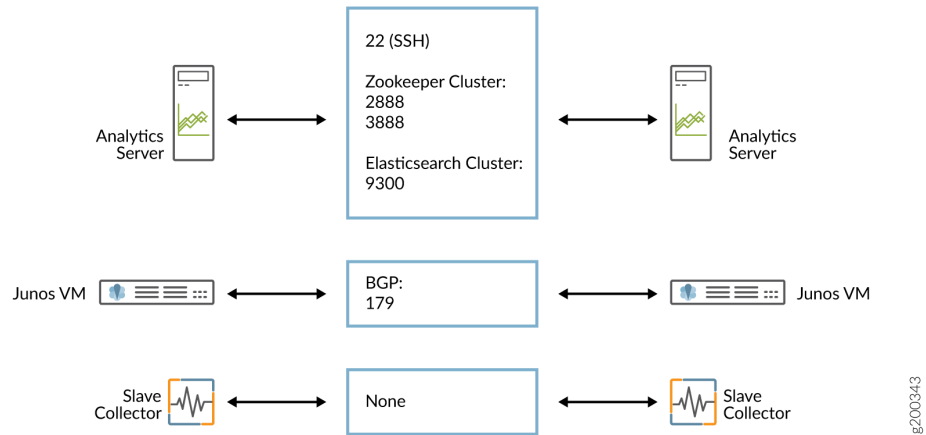 22 (SSH)
Zookeeper Cluster:
2888
3888
Elasticsearch Cluster:
9300
Analytics
Server
Analytics
Server
Junos VM
BGP:
179
Junos VM
Slave
Collector
None
Slave
Collector
g200343